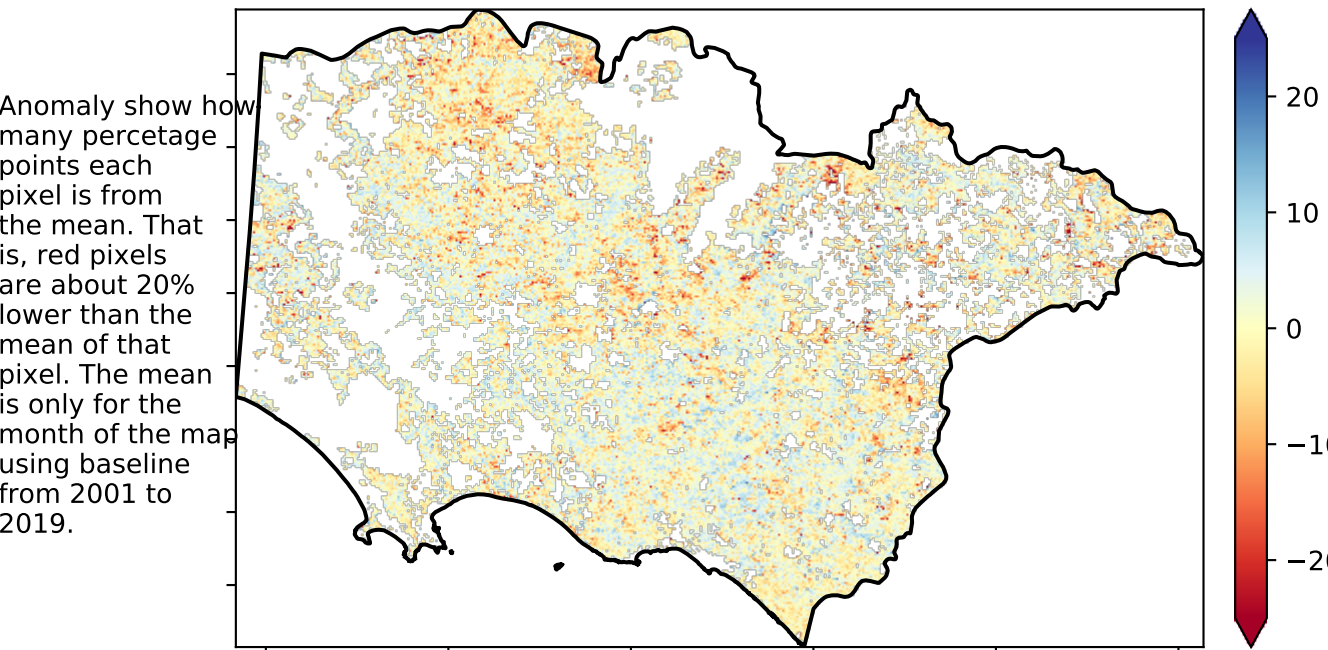 Anomaly show how
many percetage
points each
pixel is from
the mean. That
is, red pixels
are about 20%
lower than the
mean of that
pixel. The mean
is only for the
month of the map
using baseline
from 2001 to
2019.
20
10
0
−10
−20